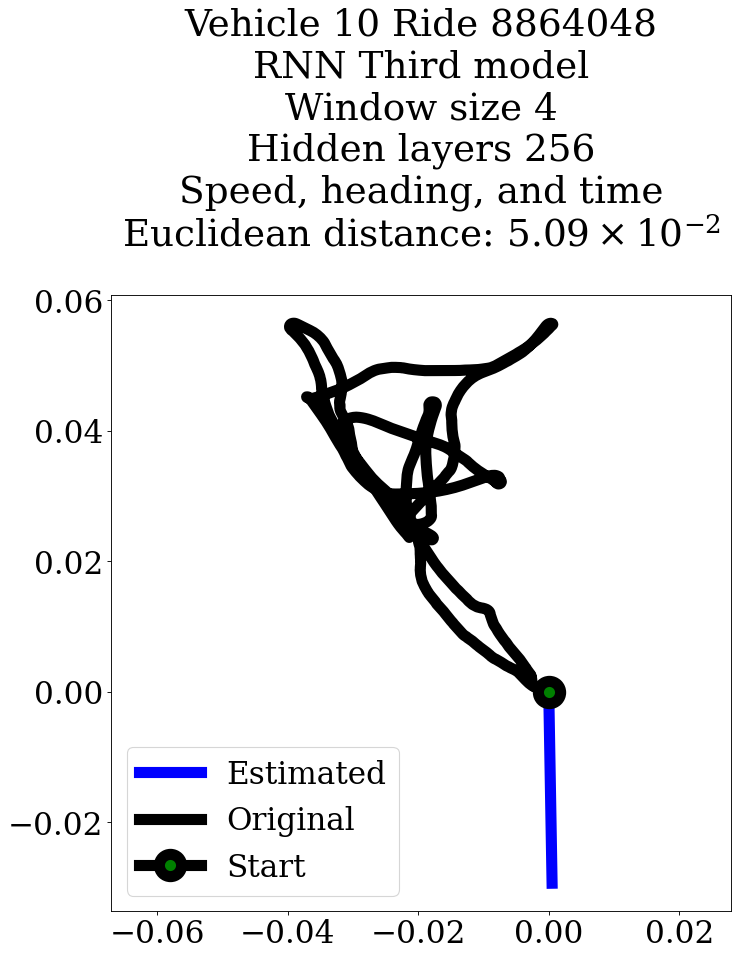 Vehicle 10 Ride 8864048
RNN Third model
Window size 4
Hidden layers 256
Speed, heading, and time
Euclidean distance: 5.09 × 10⁻²
0.06
0.04
0.02
0.00
−0.02
Estimated
Original
Start
−0.06 −0.04 −0.02 0.00 0.02